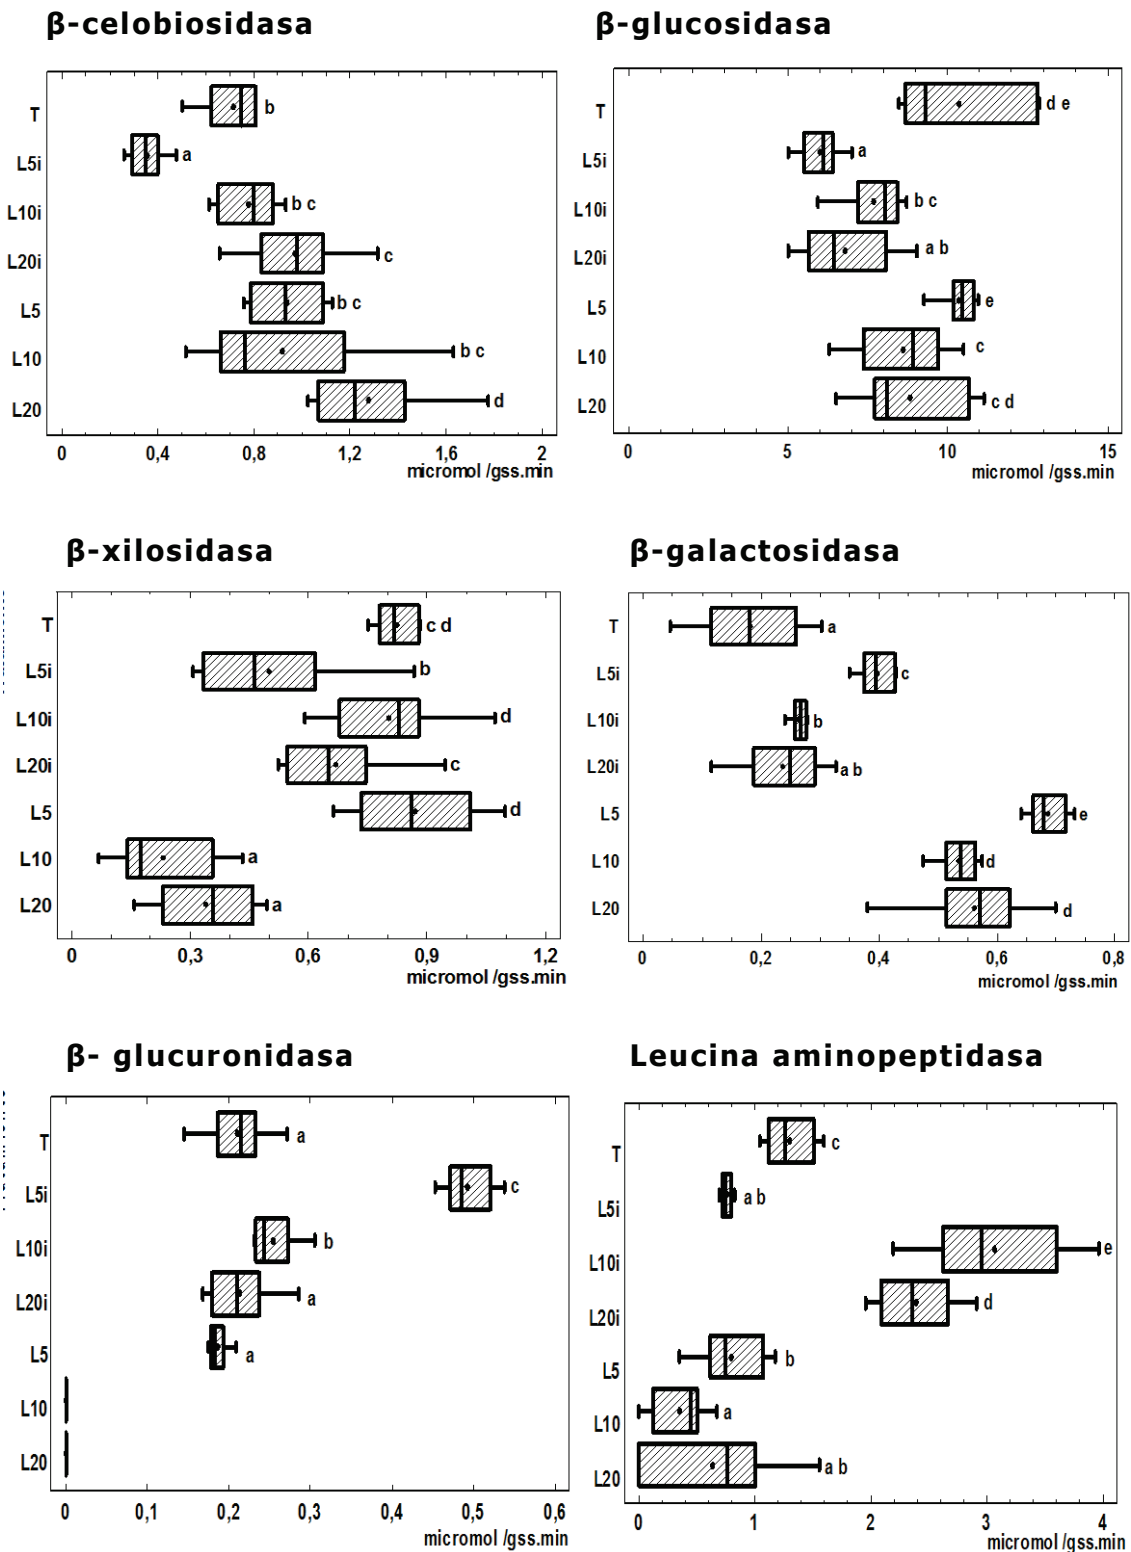 β-celobiosidasa
T b
L5i a
L10i b c
L20i c
L5 b c
L10 b c
L20 d
0 0,4 0,8 1,2 1,6 2
micromol /gss.min
β-glucosidasa
T d e
L5i a
L10i b c
L20i a b
L5 e
L10 c
L20 c d
0 5 10 15
micromol /gss.min
β-xilosidasa
T c d
L5i b
L10i d
L20i c
L5 d
L10 a
L20 a
0 0,3 0,6 0,9 1,2
micromol /gss.min
β-galactosidasa
T a
L5i c
L10i b
L20i a b
L5 e
L10 d
L20 d
0 0,2 0,4 0,6 0,8
micromol /gss.min
β- glucuronidasa
T a
L5i c
L10i b
L20i a
L5 a
L10
L20
0 0,1 0,2 0,3 0,4 0,5 0,6
micromol /gss.min
Leucina aminopeptidasa
T c
L5i a b
L10i e
L20i d
L5 b
L10 a
L20 a b
0 1 2 3 4
micromol /gss.min